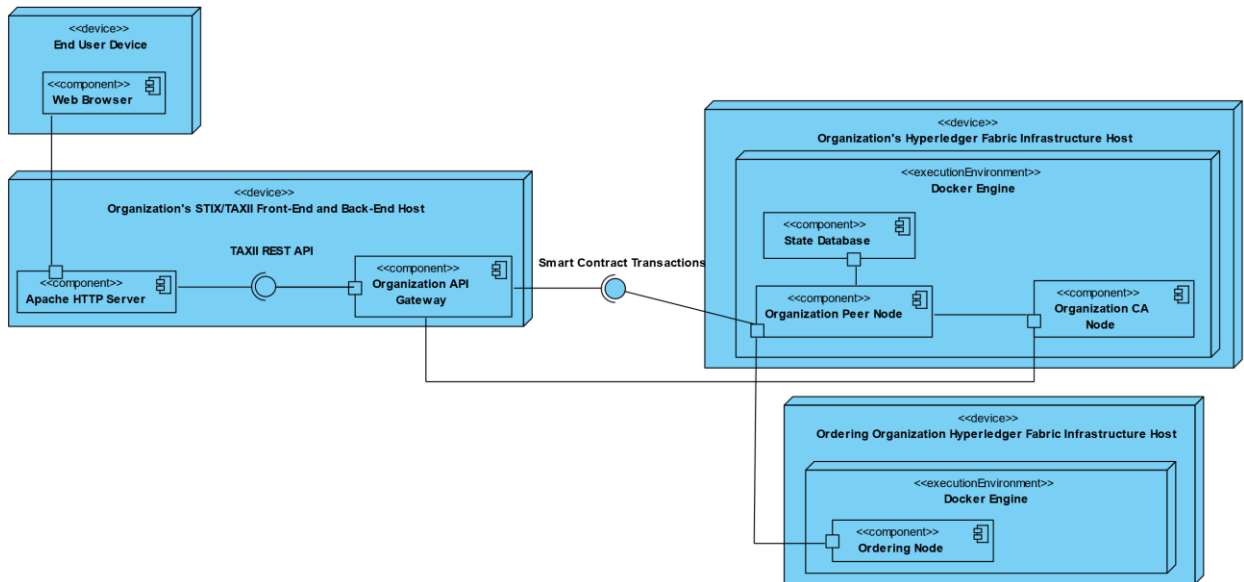 <<device>>
End User Device
<<component>>
Web Browser
<<device>>
Organization's STIX/TAXII Front-End and Back-End Host
TAXII REST API
<<component>>
Apache HTTP Server
<<component>>
Organization API
Gateway
Smart Contract Transactions
<<device>>
Organization's Hyperledger Fabric Infrastructure Host
<<executionEnvironment>>
Docker Engine
<<component>>
State Database
<<component>>
Organization Peer Node
<<component>>
Organization CA
Node
<<device>>
Ordering Organization Hyperledger Fabric Infrastructure Host
<<executionEnvironment>>
Docker Engine
<<component>>
Ordering Node